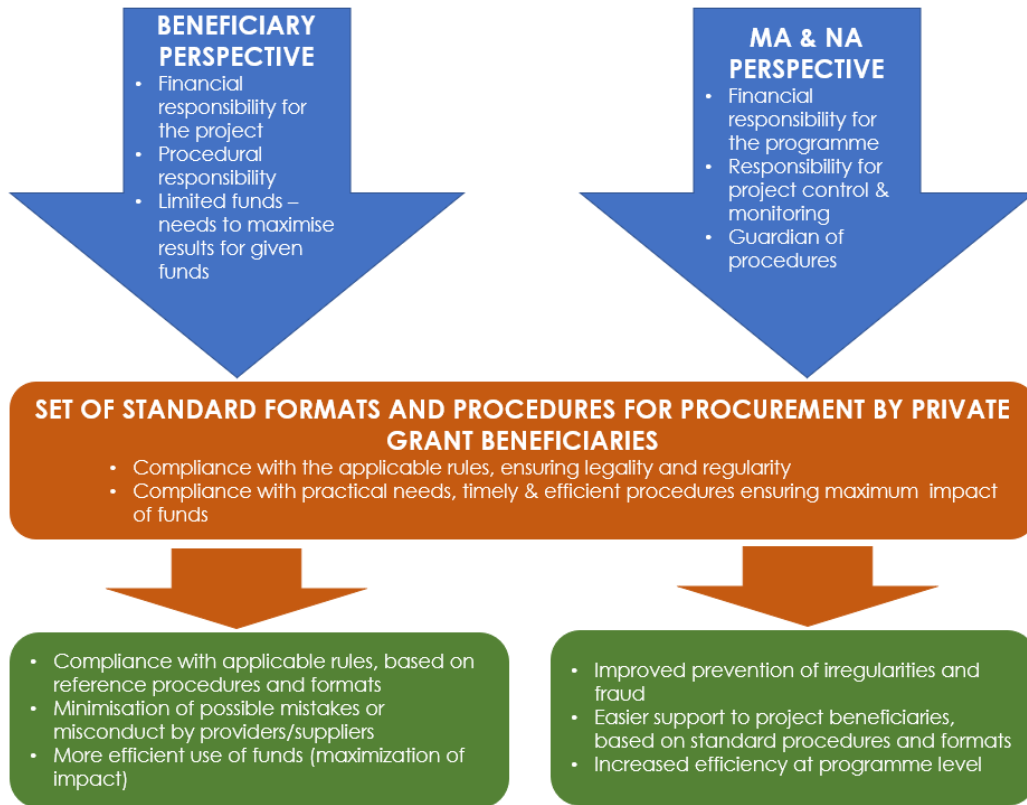 BENEFICIARY
PERSPECTIVE
• Financial
responsibility for
the project
• Procedural
responsibility
• Limited funds –
needs to maximise
results for given
funds
MA & NA
PERSPECTIVE
• Financial
responsibility for
the programme
• Responsibility for
project control &
monitoring
• Guardian of
procedures
SET OF STANDARD FORMATS AND PROCEDURES FOR PROCUREMENT BY PRIVATE
GRANT BENEFICIARIES
• Compliance with the applicable rules, ensuring legality and regularity
• Compliance with practical needs, timely & efficient procedures ensuring maximum impact
of funds
• Compliance with applicable rules, based on
reference procedures and formats
• Minimisation of possible mistakes or
misconduct by providers/suppliers
• More efficient use of funds (maximization of
impact)
• Improved prevention of irregularities and
fraud
• Easier support to project beneficiaries,
based on standard procedures and formats
• Increased efficiency at programme level